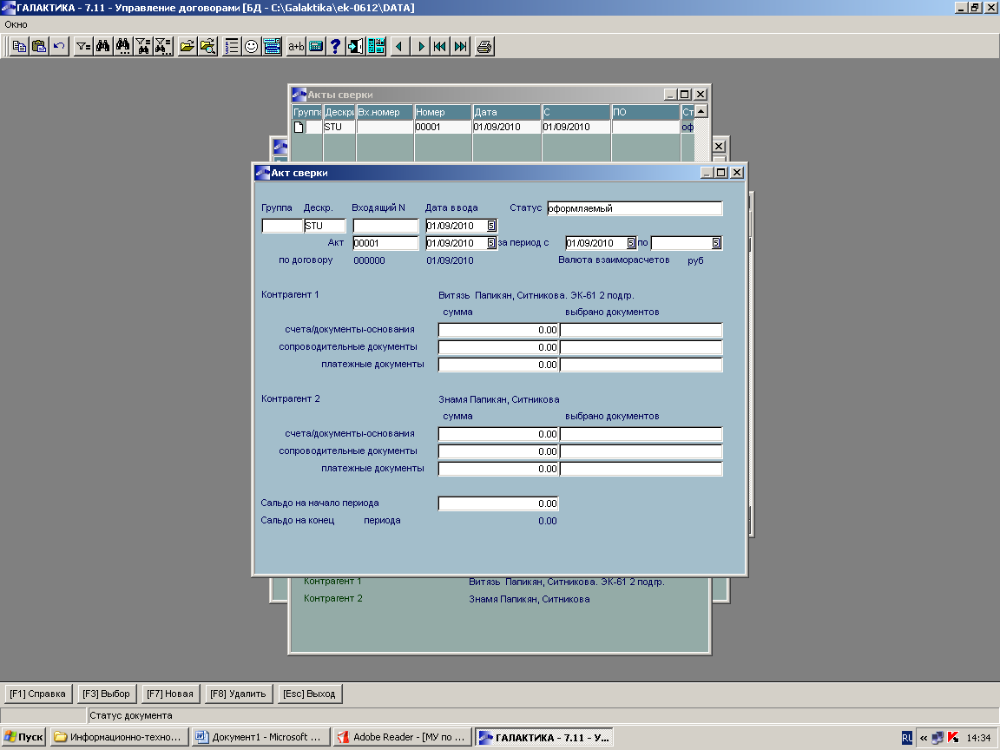 ГАЛАКТИКА - 7.11 - Управление договорами [БД - C:\Galaktika\ek-0612\DATA]
Окно
a+b
Акты сверки
Группа Дескри Вх.номер Номер Дата С ПО Ст
STU 00001 01/09/2010 01/09/2010 оф
Акт сверки
Группа Дескр. Входящий N Дата ввода Статус оформляемый
STU 01/09/2010
Акт 00001 01/09/2010 за период с 01/09/2010 по
по договору 000000 01/09/2010 Валюта взаиморасчетов руб
Контрагент 1 Витязь Папикян, Ситникова. ЭК-61 2 подгр.
сумма выбрано документов
счета/документы-основания 0.00
сопроводительные документы 0.00
платежные документы 0.00
Контрагент 2 Знамя Папикян, Ситникова
сумма выбрано документов
счета/документы-основания 0.00
сопроводительные документы 0.00
платежные документы 0.00
Сальдо на начало периода 0.00
Сальдо на конец периода 0.00
Контрагент 1 Витязь Папикян, Ситникова. ЭК-61 2 подгр.
Контрагент 2 Знамя Папикян, Ситникова
[F1] Справка [F3] Выбор [F7] Новая [F8] Удалить [Esc] Выход
Статус документа
Пуск Информационно-техно... Документ1 - Microsoft ... Adobe Reader - [МУ по ... ГАЛАКТИКА - 7.11 - У... RU « 14:34